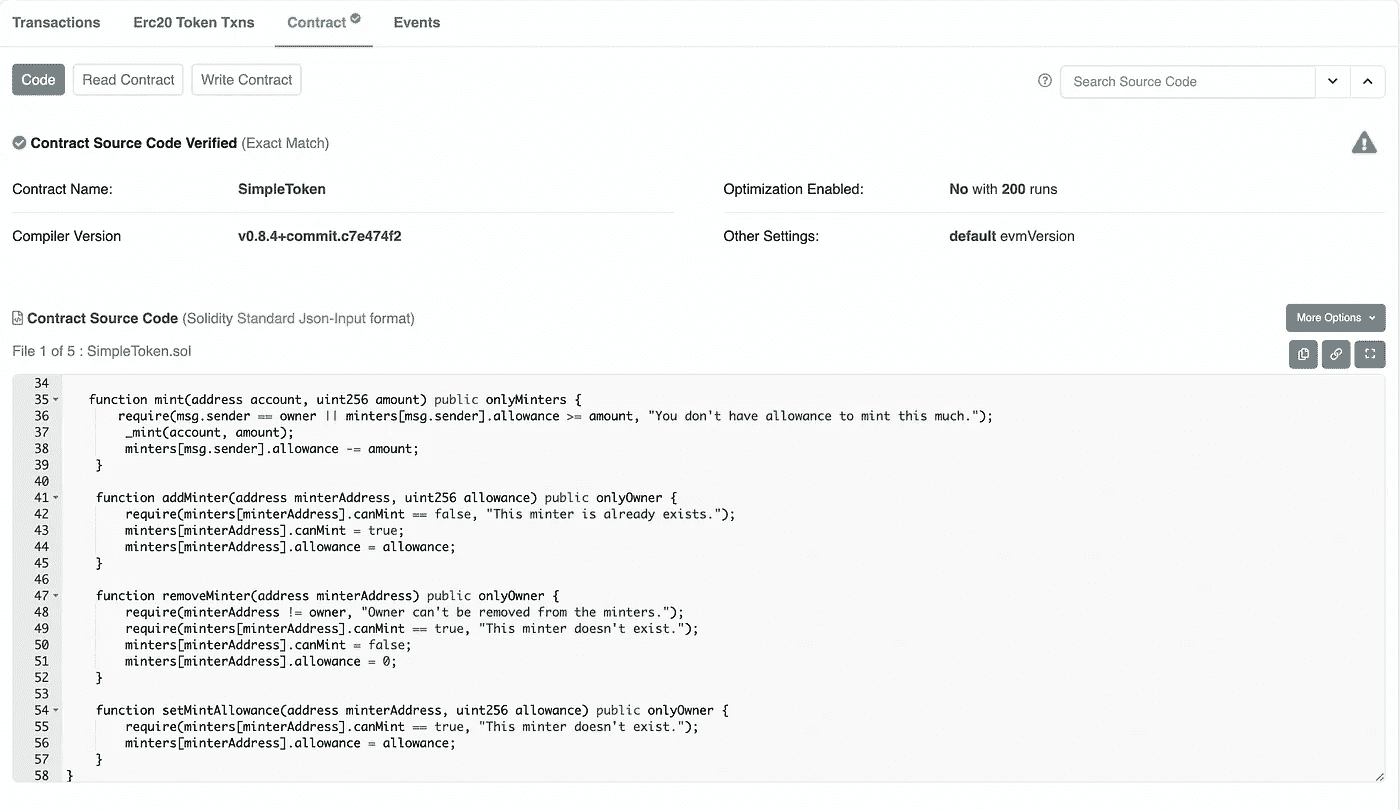 Transactions Erc20 Token Txns Contract Events
Code Read Contract Write Contract Search Source Code
Contract Source Code Verified (Exact Match)
Contract Name: SimpleToken Optimization Enabled: No with 200 runs
Compiler Version v0.8.4+commit.c7e474f2 Other Settings: default evmVersion
Contract Source Code (Solidity Standard Json-Input format) More Options
File 1 of 5 : SimpleToken.sol
34
35 function mint(address account, uint256 amount) public onlyMinters {
36 require(msg.sender == owner || minters[msg.sender].allowance >= amount, "You don't have allowance to mint this much.");
37 _mint(account, amount);
38 minters[msg.sender].allowance -= amount;
39 }
40
41 function addMinter(address minterAddress, uint256 allowance) public onlyOwner {
42 require(minters[minterAddress].canMint == false, "This minter is already exists.");
43 minters[minterAddress].canMint = true;
44 minters[minterAddress].allowance = allowance;
45 }
46
47 function removeMinter(address minterAddress) public onlyOwner {
48 require(minterAddress != owner, "Owner can't be removed from the minters.");
49 require(minters[minterAddress].canMint == true, "This minter doesn't exist.");
50 minters[minterAddress].canMint = false;
51 minters[minterAddress].allowance = 0;
52 }
53
54 function setMintAllowance(address minterAddress, uint256 allowance) public onlyOwner {
55 require(minters[minterAddress].canMint == true, "This minter doesn't exist.");
56 minters[minterAddress].allowance = allowance;
57 }
58 }